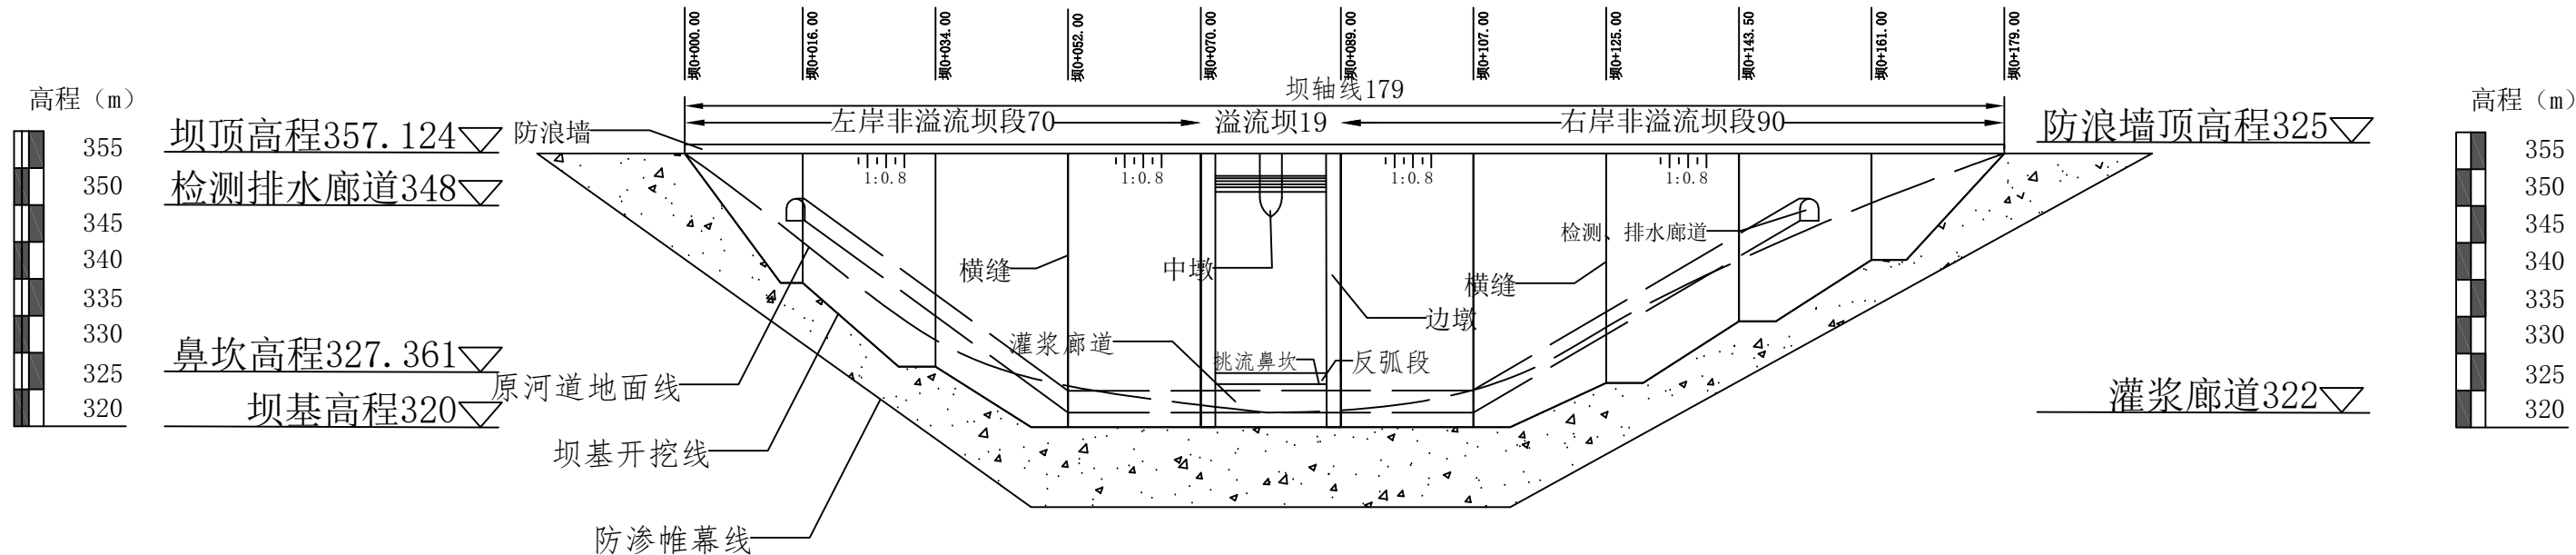 坝0+000.00
坝0+016.00
坝0+034.00
坝0+052.00
坝0+070.00
坝0+089.00
坝0+107.00
坝0+125.00
坝0+143.50
坝0+161.00
坝0+179.00
坝轴线179
左岸非溢流坝段70
溢流坝19
右岸非溢流坝段90
高程（m）
355
350
345
340
335
330
325
320
坝顶高程357.124
检测排水廊道348
鼻坎高程327.361
坝基高程320
防浪墙
1:0.8
1:0.8
1:0.8
1:0.8
横缝
中墩
横缝
检测、排水廊道
边墩
灌浆廊道
挑流鼻坎
反弧段
原河道地面线
坝基开挖线
防渗帷幕线
防浪墙顶高程325
灌浆廊道322
高程（m）
355
350
345
340
335
330
325
320